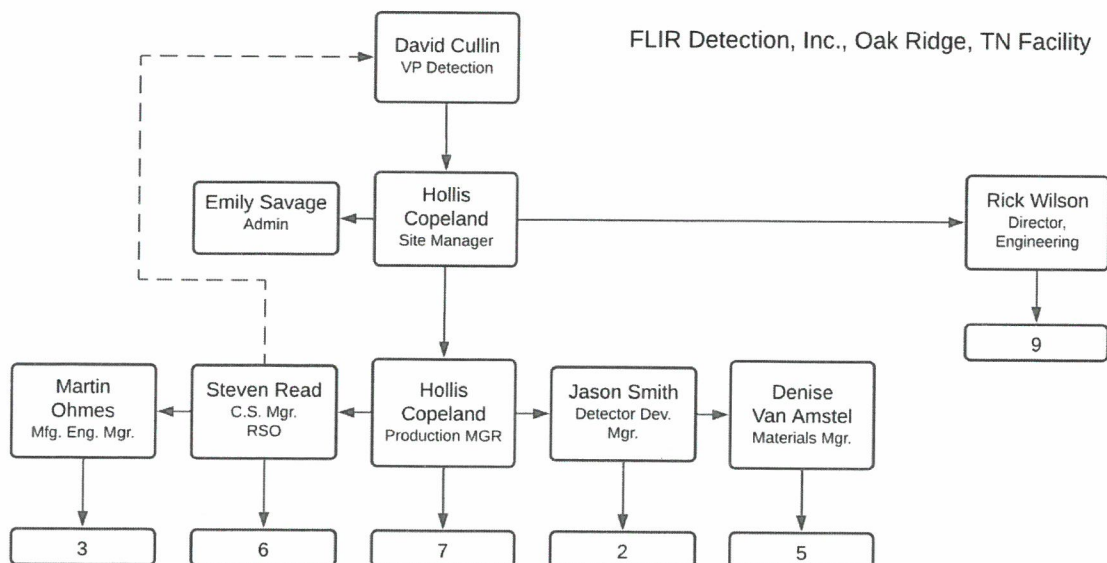 FLIR Detection, Inc., Oak Ridge, TN Facility
David Cullin
VP Detection
Emily Savage
Admin
Hollis
Copeland
Site Manager
Rick Wilson
Director,
Engineering
9
Martin
Ohmes
Mfg. Eng. Mgr.
Steven Read
C.S. Mgr.
RSO
Hollis
Copeland
Production MGR
Jason Smith
Detector Dev.
Mgr.
Denise
Van Amstel
Materials Mgr.
3
6
7
2
5